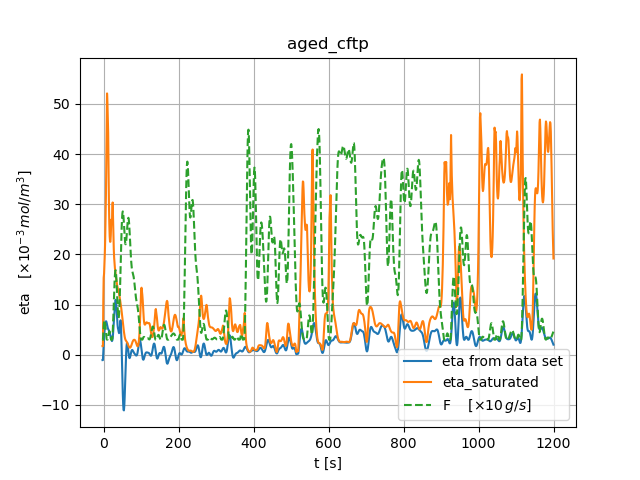 aged_cftp
eta [×10⁻³ mol/m³]
50
40
30
20
10
0
−10
0 200 400 600 800 1000 1200
t [s]
eta from data set
eta_saturated
F [×10 g/s]